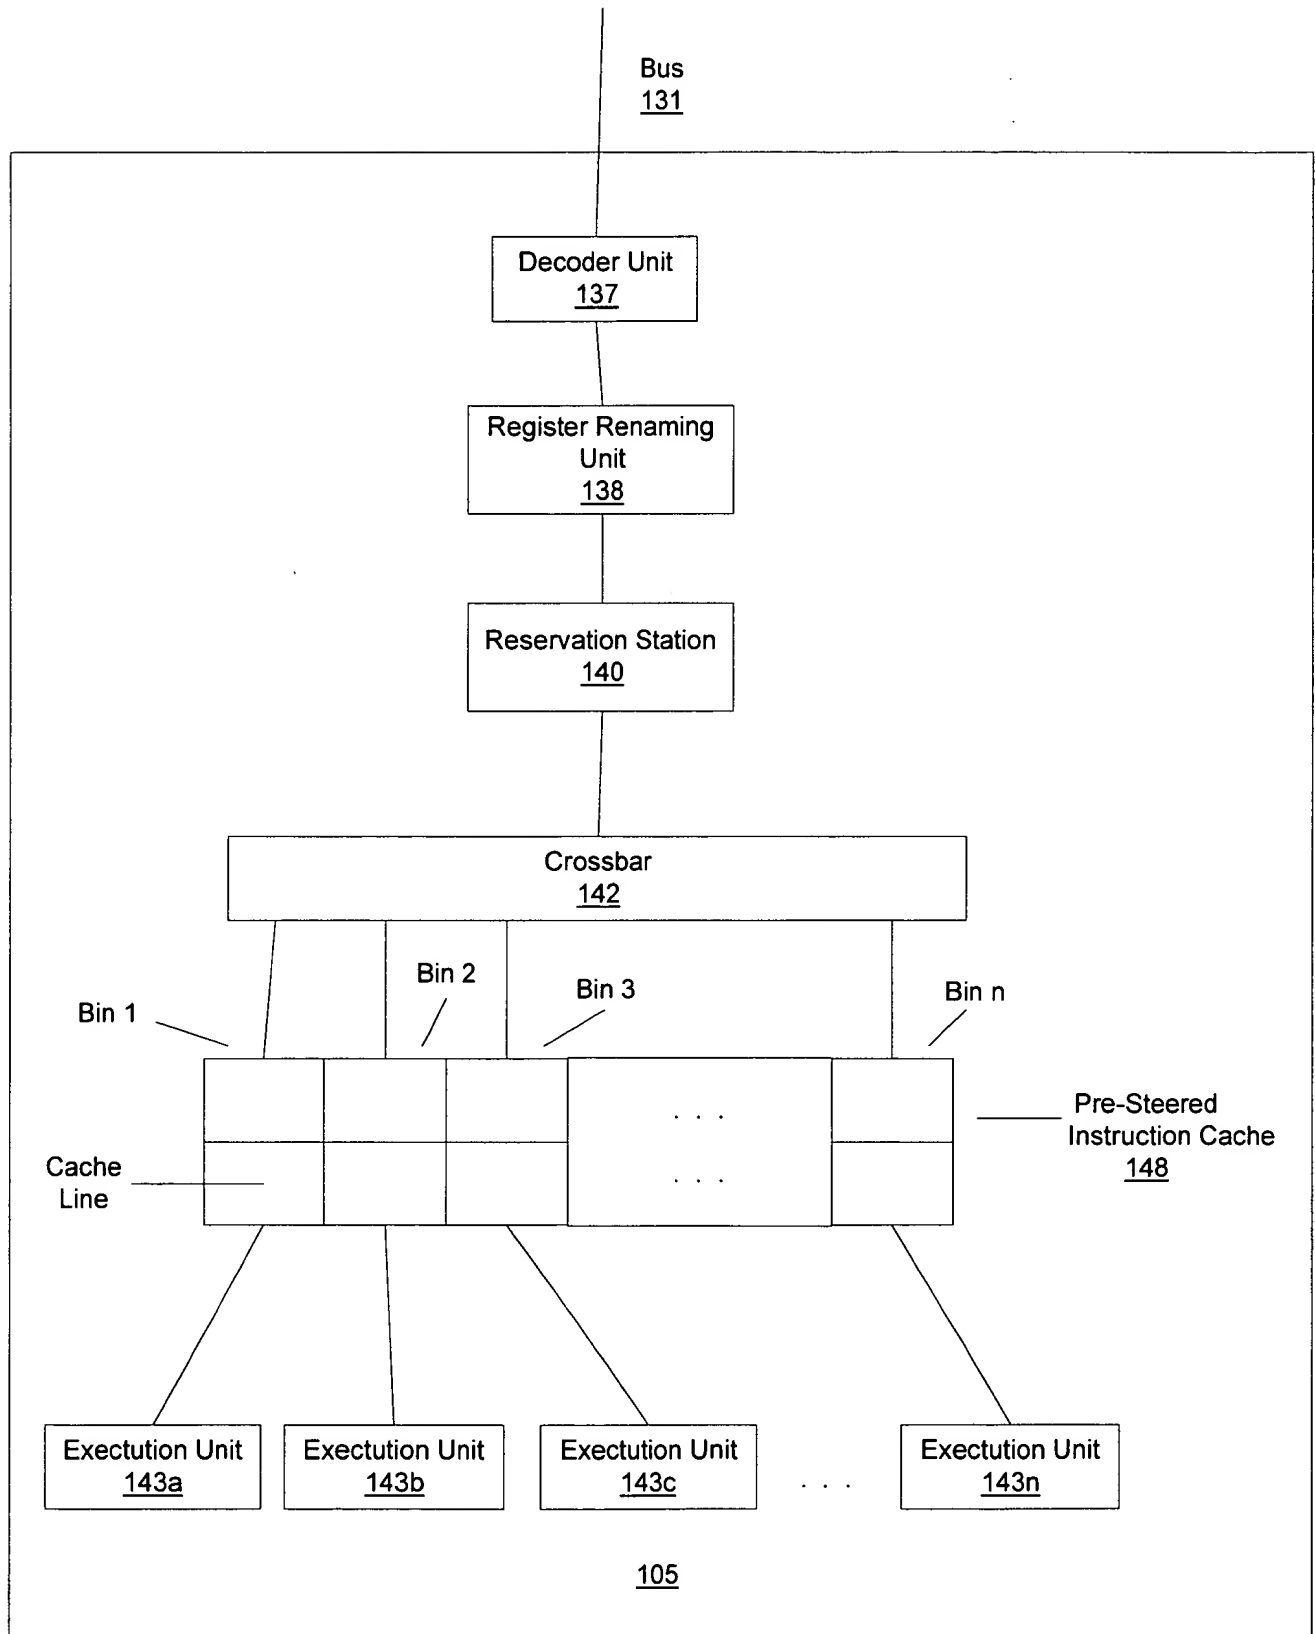 Bus
131
Decoder Unit
137
Register Renaming
Unit
138
Reservation Station
140
Crossbar
142
Bin 1
Bin 2
Bin 3
Bin n
. . .
Pre-Steered
Instruction Cache
148
Cache
Line
. . .
Exectution Unit
143a
Exectution Unit
143b
Exectution Unit
143c
. . .
Exectution Unit
143n
105